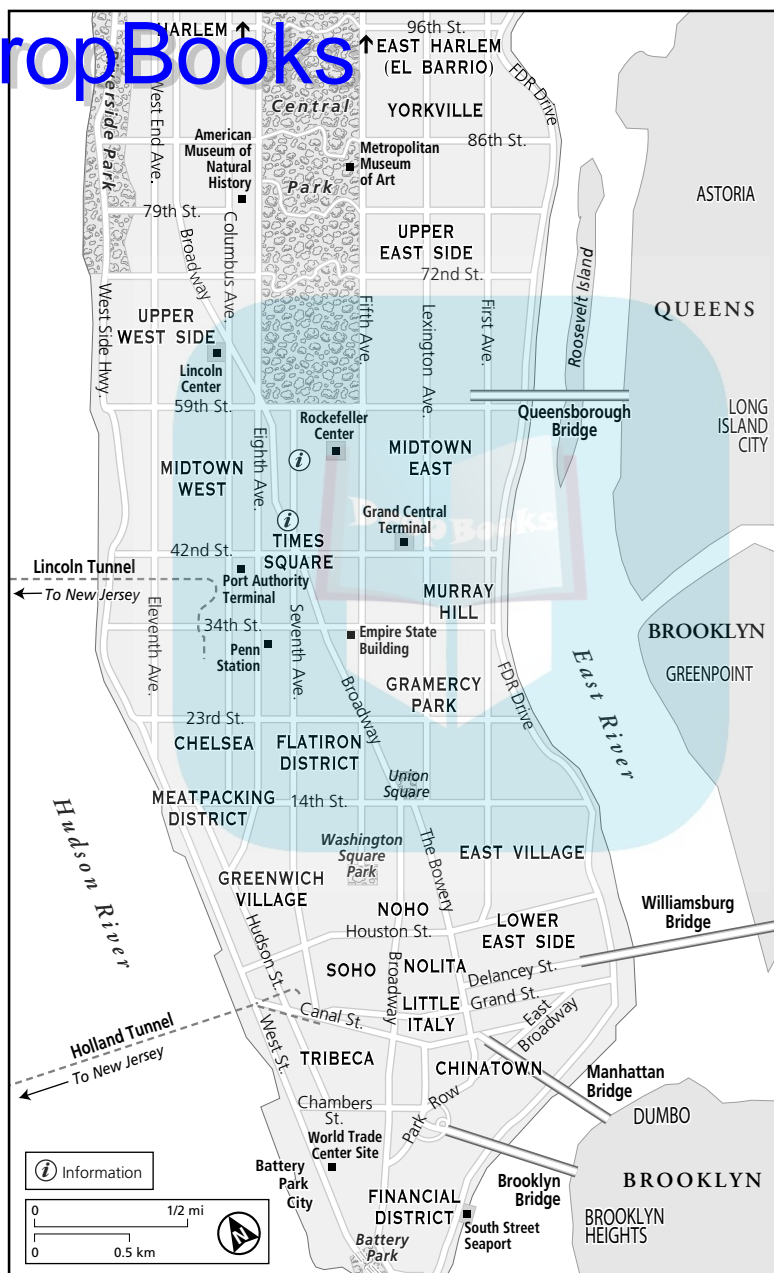 HARLEM
ropBooks
96th St.
EAST HARLEM
(EL BARRIO)
FDR Drive
Riverside Park
West End Ave.
Central
YORKVILLE
American
Museum of
Natural
History
Metropolitan
Museum
of Art
86th St.
Park
ASTORIA
79th St.
Broadway
Columbus Ave.
UPPER
EAST SIDE
72nd St.
Roosevelt Island
West Side Hwy.
UPPER
WEST SIDE
Fifth Ave.
Lexington Ave.
First Ave.
QUEENS
Lincoln
Center
59th St.
Rockefeller
Center
Queensborough
Bridge
LONG
ISLAND
CITY
Eighth Ave.
i
MIDTOWN
WEST
MIDTOWN
EAST
Drop Books
i
Grand Central
Terminal
TIMES
SQUARE
42nd St.
Lincoln Tunnel
To New Jersey
Port Authority
Terminal
MURRAY
HILL
Eleventh Ave.
34th St.
Seventh Ave.
Empire State
Building
Penn
Station
BROOKLYN
GREENPOINT
East River
Broadway
GRAMERCY
PARK
FDR Drive
23rd St.
CHELSEA
FLATIRON
DISTRICT
Union
Square
MEATPACKING
DISTRICT
14th St.
Hudson River
Washington
Square
Park
The Bowery
EAST VILLAGE
GREENWICH
VILLAGE
Williamsburg
Bridge
NOHO
Houston St.
LOWER
EAST SIDE
Hudson St.
SOHO
Broadway
NOLITA
Delancey St.
Grand St.
LITTLE
ITALY
East
Broadway
Canal St.
Holland Tunnel
To New Jersey
West St.
TRIBECA
CHINATOWN
Manhattan
Bridge
DUMBO
Chambers
St.
Park Row
World Trade
Center Site
i Information
Battery
Park
City
Brooklyn
Bridge
BROOKLYN
FINANCIAL
DISTRICT
South Street
Seaport
BROOKLYN
HEIGHTS
0 1/2 mi
0 0.5 km
N
Battery
Park